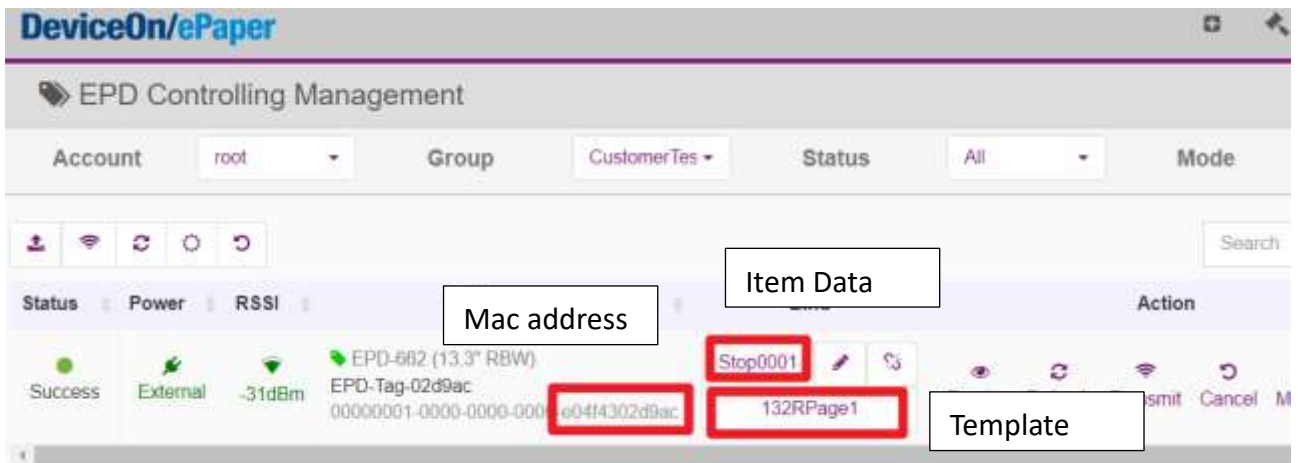 DeviceOn/ePaper
EPD Controlling Management
Account root Group CustomerTes Status All Mode
Search
Item Data
Status Power RSSI Mac address Action
Success External -31dBm
EPD-662 (13.3" RBW)
EPD-Tag-02d9ac
00000001-0000-0000-000 e04f4302d9ac
Stop0001
132RPage1
Template
Cancel